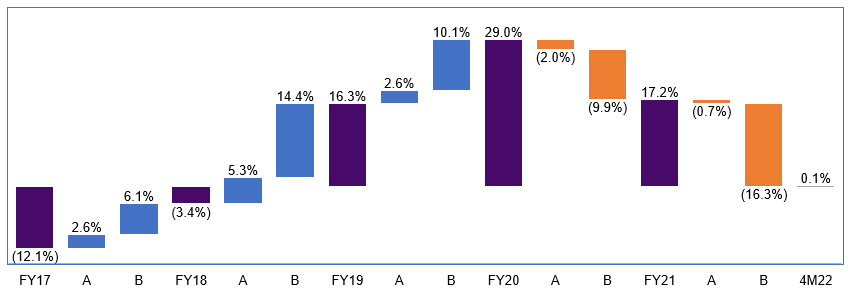 10.1% 29.0%
(2.0%)
2.6%
14.4% 16.3% 17.2%
(9.9%) (0.7%)
5.3%
6.1% (3.4%) (16.3%) 0.1%
2.6%
(12.1%)
FY17 A B FY18 A B FY19 A B FY20 A B FY21 A B 4M22